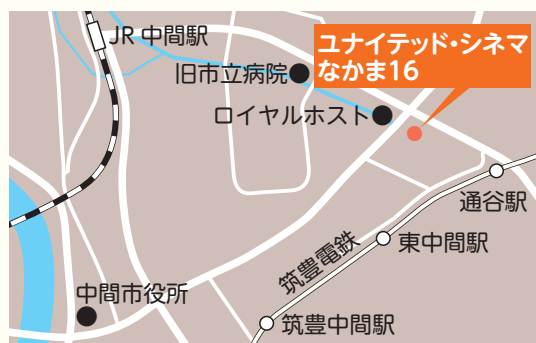 JR 中間駅
ユナイテッド・シネマ
なかま16
旧市立病院
ロイヤルホスト
通谷駅
東中間駅
筑豊電鉄
中間市役所
筑豊中間駅